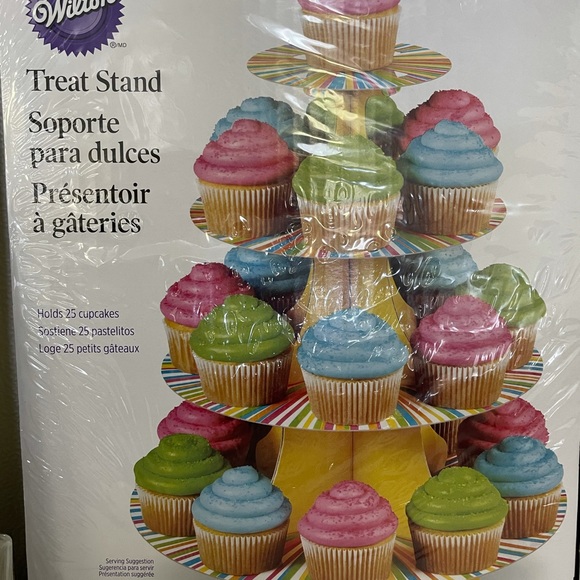 Wilton
®/MD
Treat Stand
Soporte
para dulces
Présentoir
à gâteries
Holds 25 cupcakes
Sostiene 25 pastelitos
Loge 25 petits gâteaux
Serving Suggestion
Sugerencia para servir
Présentation suggérée